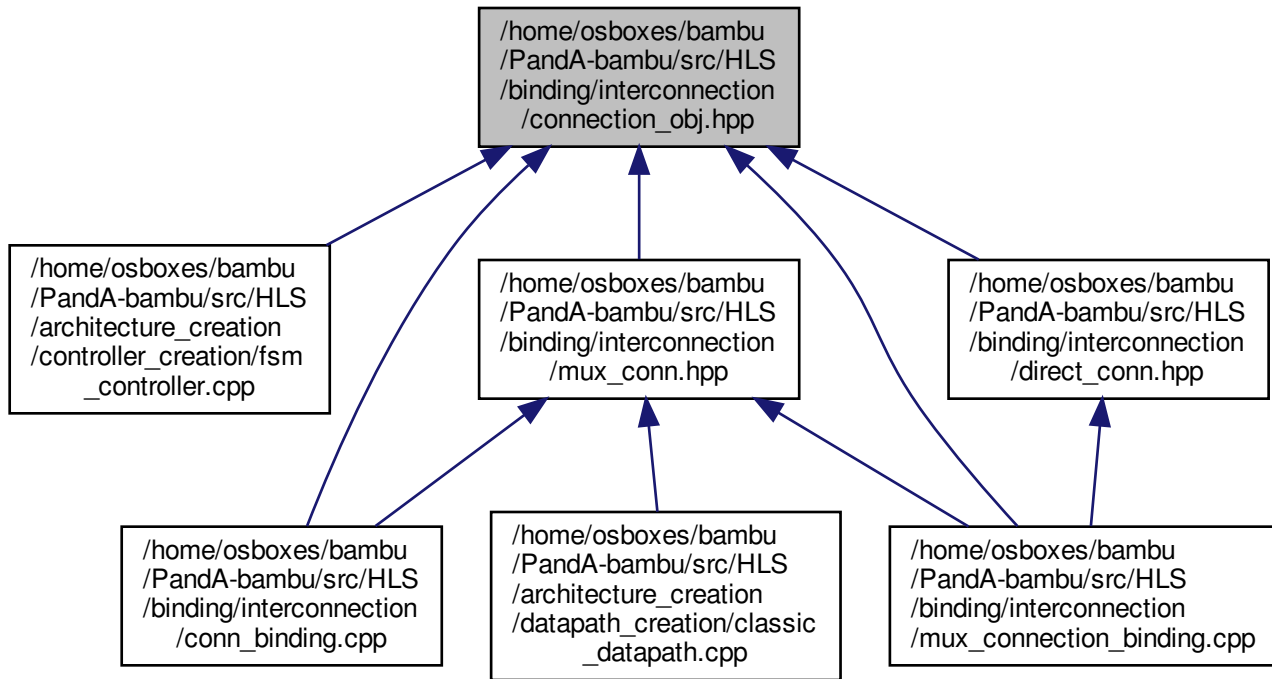 /home/osboxes/bambu
/PandA-bambu/src/HLS
/binding/interconnection
/connection_obj.hpp
/home/osboxes/bambu
/PandA-bambu/src/HLS
/architecture_creation
/controller_creation/fsm
_controller.cpp
/home/osboxes/bambu
/PandA-bambu/src/HLS
/binding/interconnection
/mux_conn.hpp
/home/osboxes/bambu
/PandA-bambu/src/HLS
/binding/interconnection
/direct_conn.hpp
/home/osboxes/bambu
/PandA-bambu/src/HLS
/binding/interconnection
/conn_binding.cpp
/home/osboxes/bambu
/PandA-bambu/src/HLS
/architecture_creation
/datapath_creation/classic
_datapath.cpp
/home/osboxes/bambu
/PandA-bambu/src/HLS
/binding/interconnection
/mux_connection_binding.cpp